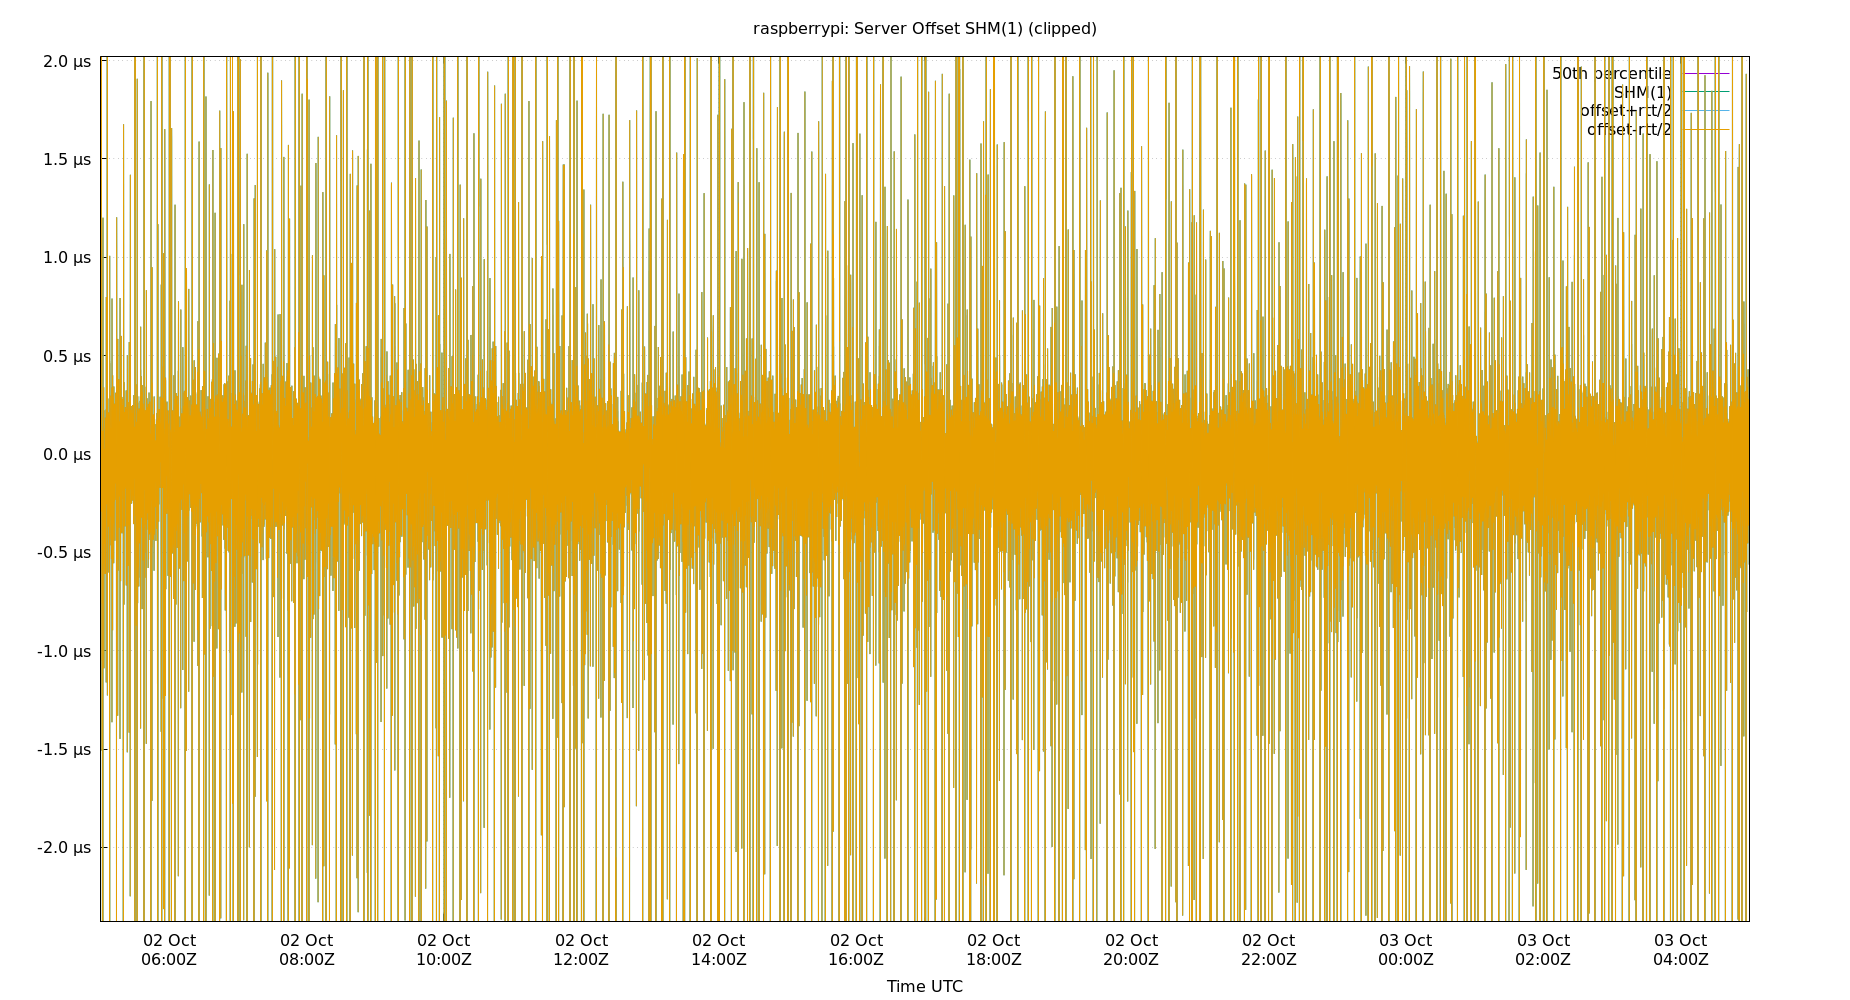 raspberrypi: Server Offset SHM(1) (clipped)
2.0 µs
1.5 µs
1.0 µs
0.5 µs
0.0 µs
-0.5 µs
-1.0 µs
-1.5 µs
-2.0 µs
50th percentile
SHM(1)
offset+rtt/2
offset-rtt/2
02 Oct 02 Oct 02 Oct 02 Oct 02 Oct 02 Oct 02 Oct 02 Oct 02 Oct 03 Oct 03 Oct 03 Oct
06:00Z 08:00Z 10:00Z 12:00Z 14:00Z 16:00Z 18:00Z 20:00Z 22:00Z 00:00Z 02:00Z 04:00Z
Time UTC